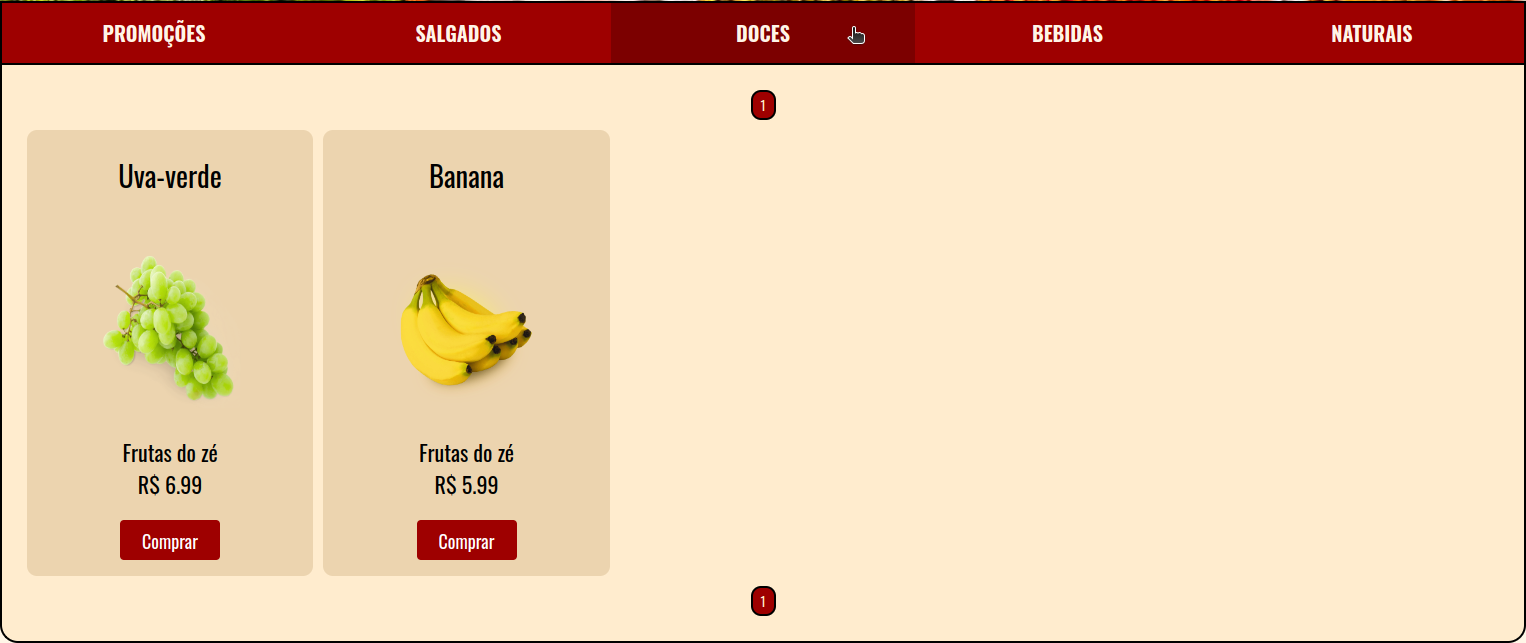 PROMOÇÕES SALGADOS DOCES BEBIDAS NATURAIS
1
Uva-verde
Frutas do zé
R$ 6.99
Comprar
Banana
Frutas do zé
R$ 5.99
Comprar
1